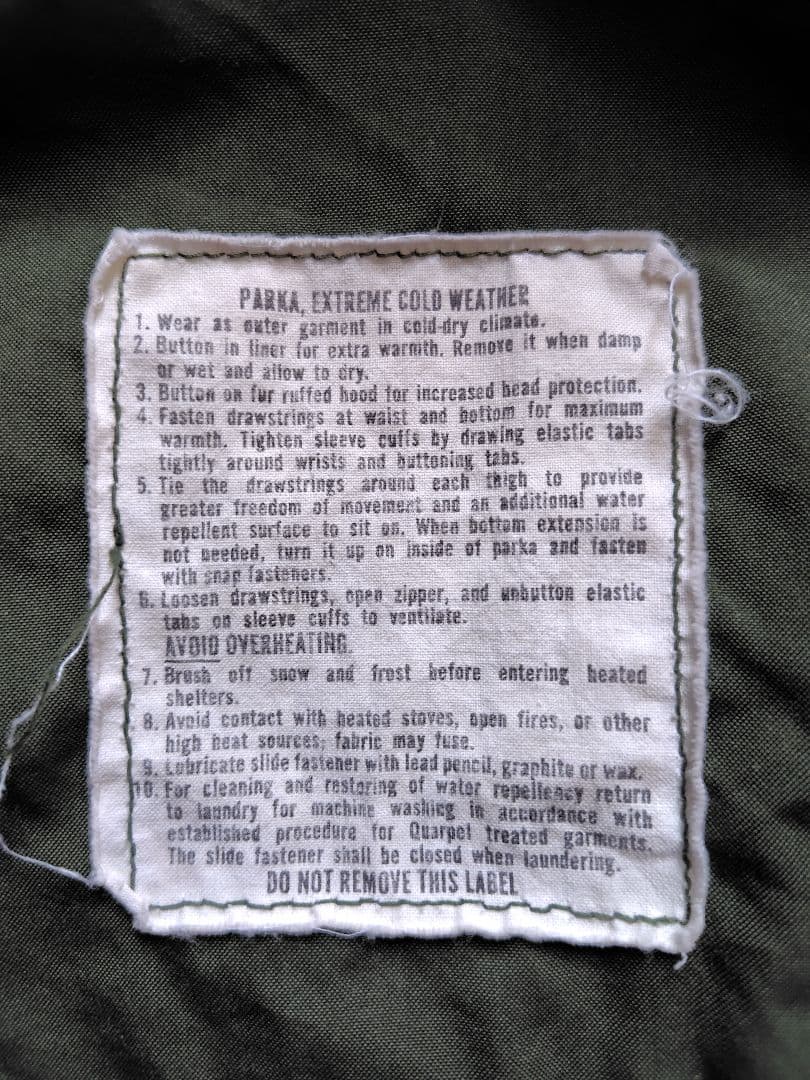 PARKA, EXTREME COLD WEATHER
1. Wear as outer garment in cold-dry climate.
2. Button in liner for extra warmth. Remove it when damp
or wet and allow to dry.
3. Button on fur ruffed hood for increased head protection.
4. Fasten drawstrings at waist and bottom for maximum
warmth. Tighten sleeve cuffs by drawing elastic tabs
tightly around wrists and buttoning tabs.
5. Tie the drawstrings around each thigh to provide
greater freedom of movement and an additional water
repellent surface to sit on. When bottom extension is
not needed, turn it up on inside of parka and fasten
with snap fasteners.
6. Loosen drawstrings, open zipper, and unbutton elastic
tabs on sleeve cuffs to ventilate.
AVOID OVERHEATING.
7. Brush off snow and frost before entering heated
shelters.
8. Avoid contact with heated stoves, open fires, or other
high heat sources; fabric may fuse.
9. Lubricate slide fastener with lead pencil, graphite or wax.
10. For cleaning and restoring of water repellency return
to laundry for machine washing in accordance with
established procedure for Quarpel treated garments.
The slide fastener shall be closed when laundering.
DO NOT REMOVE THIS LABEL